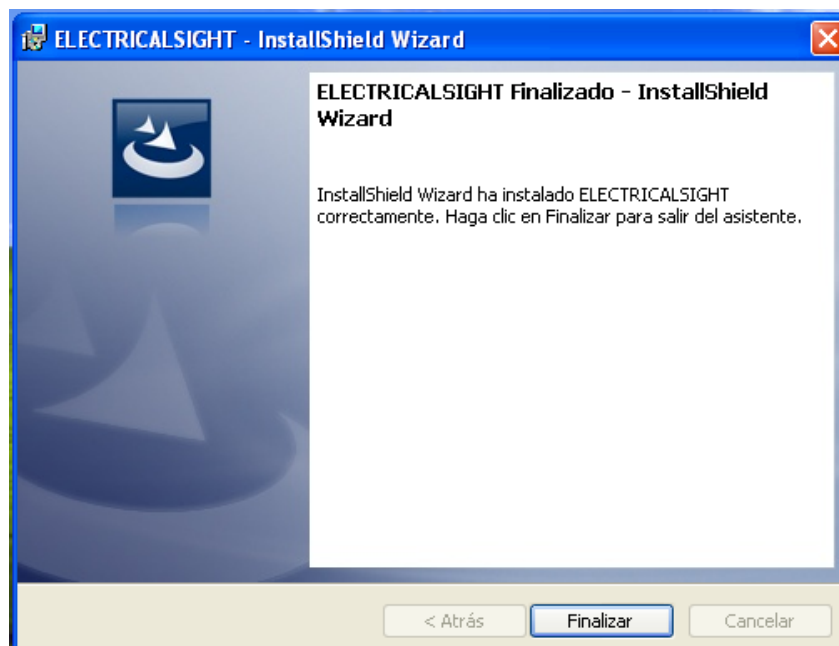 ELECTRICALSIGHT - InstallShield Wizard
ELECTRICALSIGHT Finalizado - InstallShield
Wizard
InstallShield Wizard ha instalado ELECTRICALSIGHT
correctamente. Haga clic en Finalizar para salir del asistente.
< Atrás
Finalizar
Cancelar